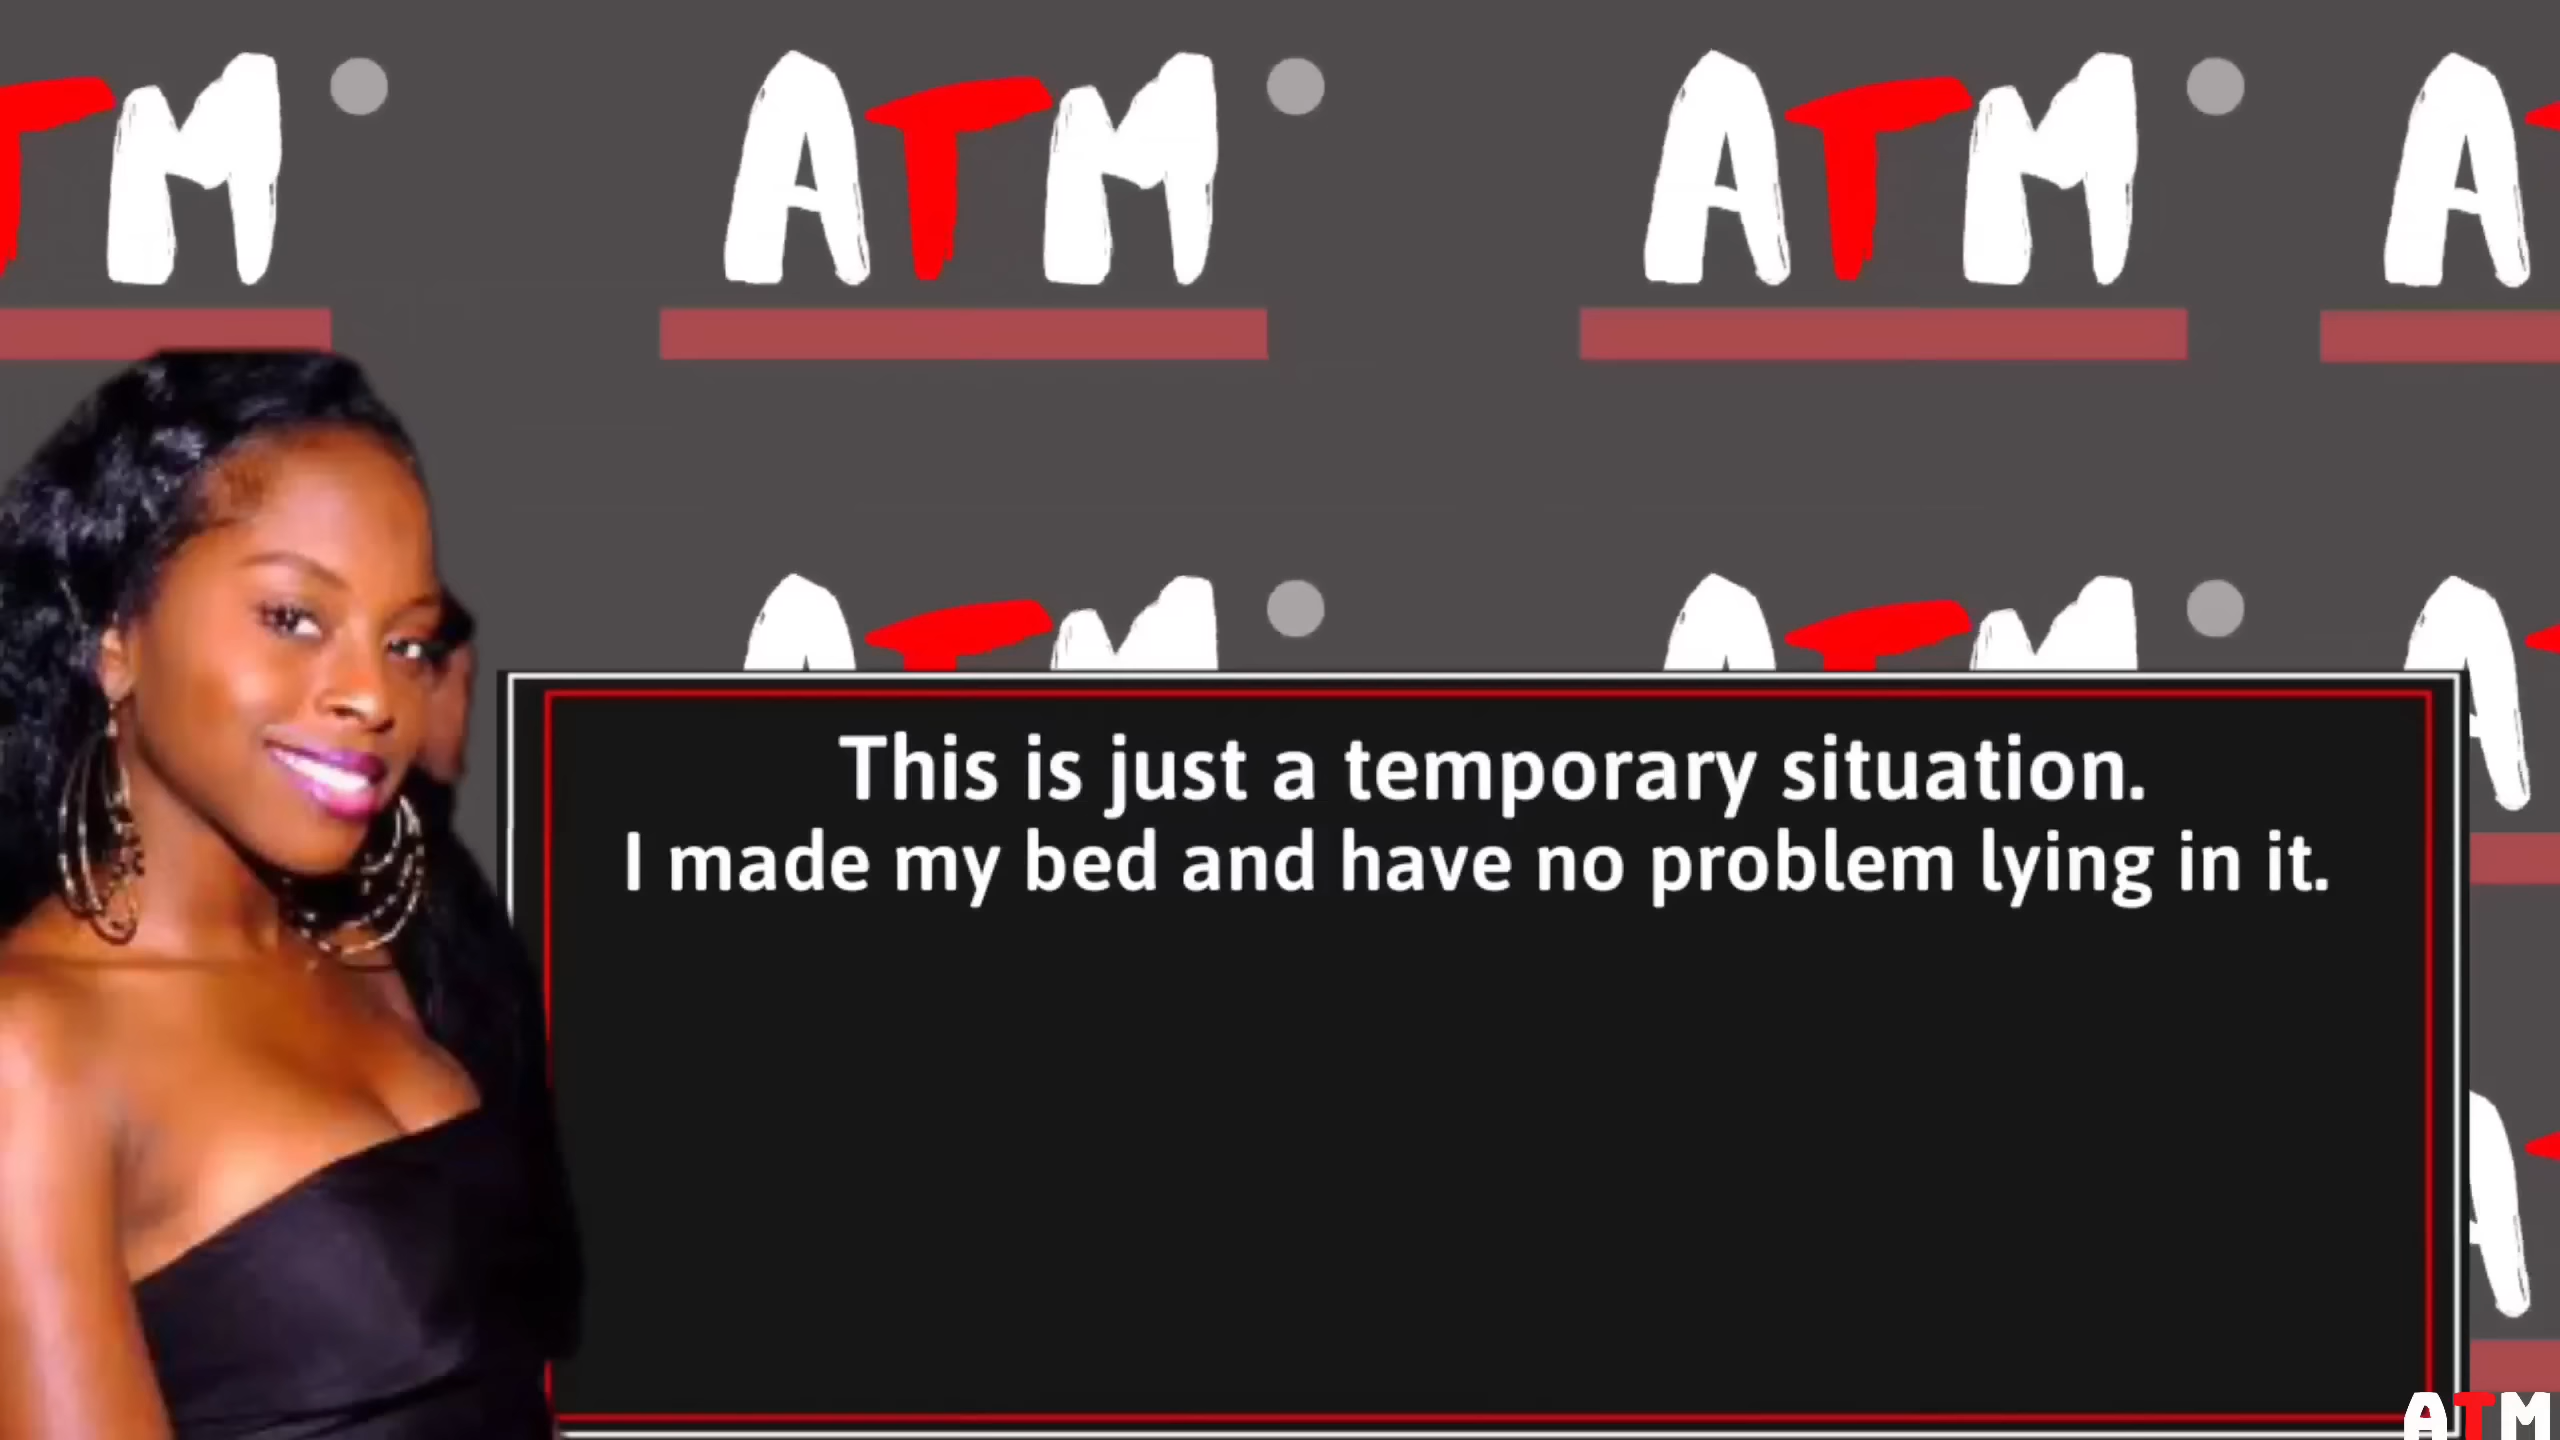 ATM ATM
ATM ATM
This is just a temporary situation.
I made my bed and have no problem lying in it.
ATM